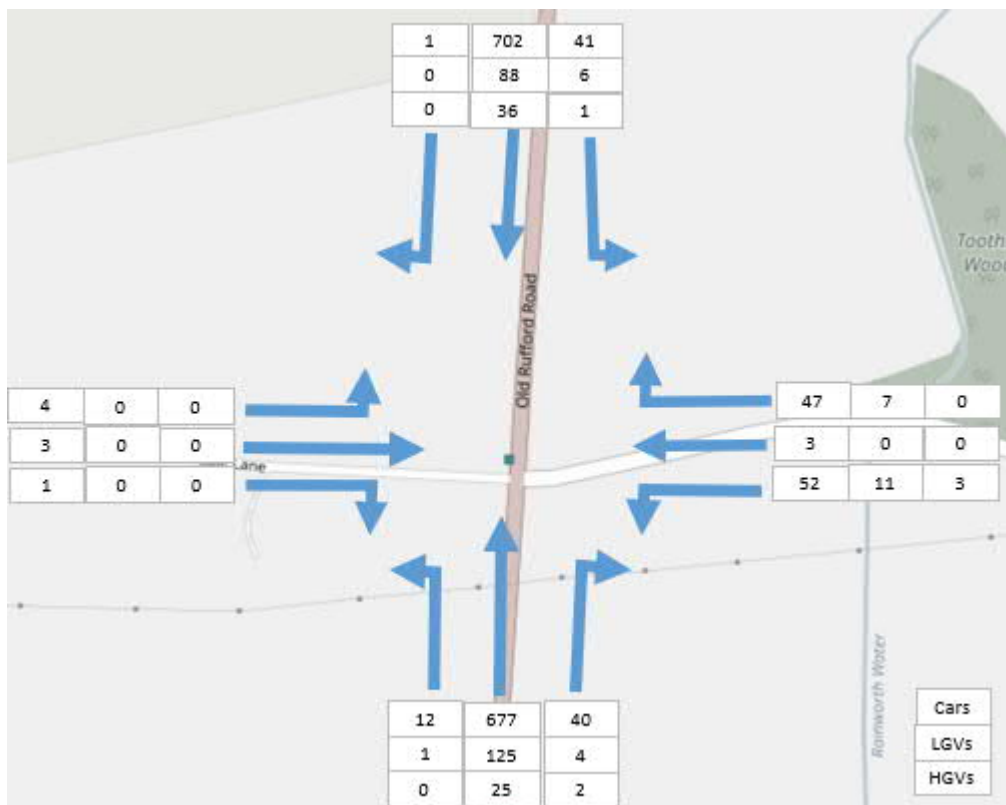 1 702 41
0 88 6
0 36 1
Old Rufford Road
Tooth
Wood
4 0 0
3 0 0
1 0 0
Lane
47 7 0
3 0 0
52 11 3
Rainworth Water
12 677 40
1 125 4
0 25 2
Cars
LGVs
HGVs